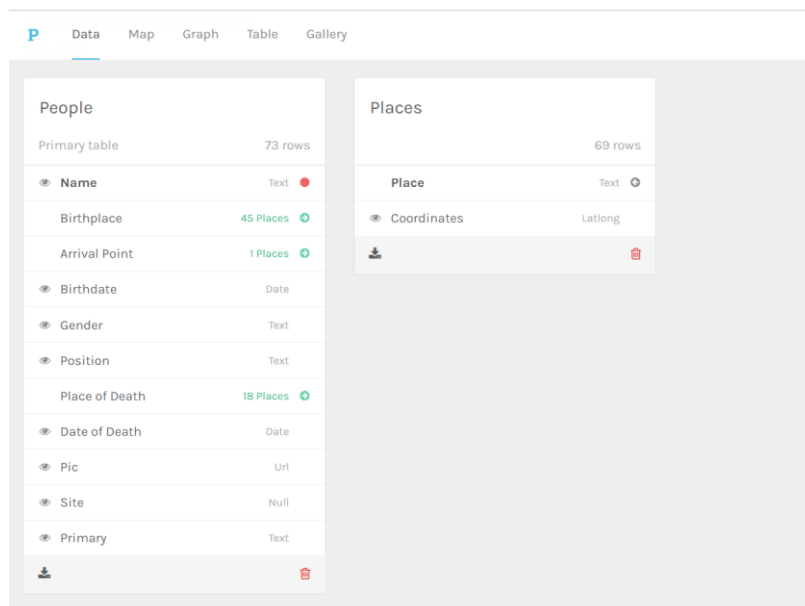 P Data Map Graph Table Gallery
People
Primary table 73 rows
Name Text
Birthplace 45 Places
Arrival Point 1 Places
Birthdate Date
Gender Text
Position Text
Place of Death 18 Places
Date of Death Date
Pic Url
Site Null
Primary Text
Places
69 rows
Place Text
Coordinates Latlong